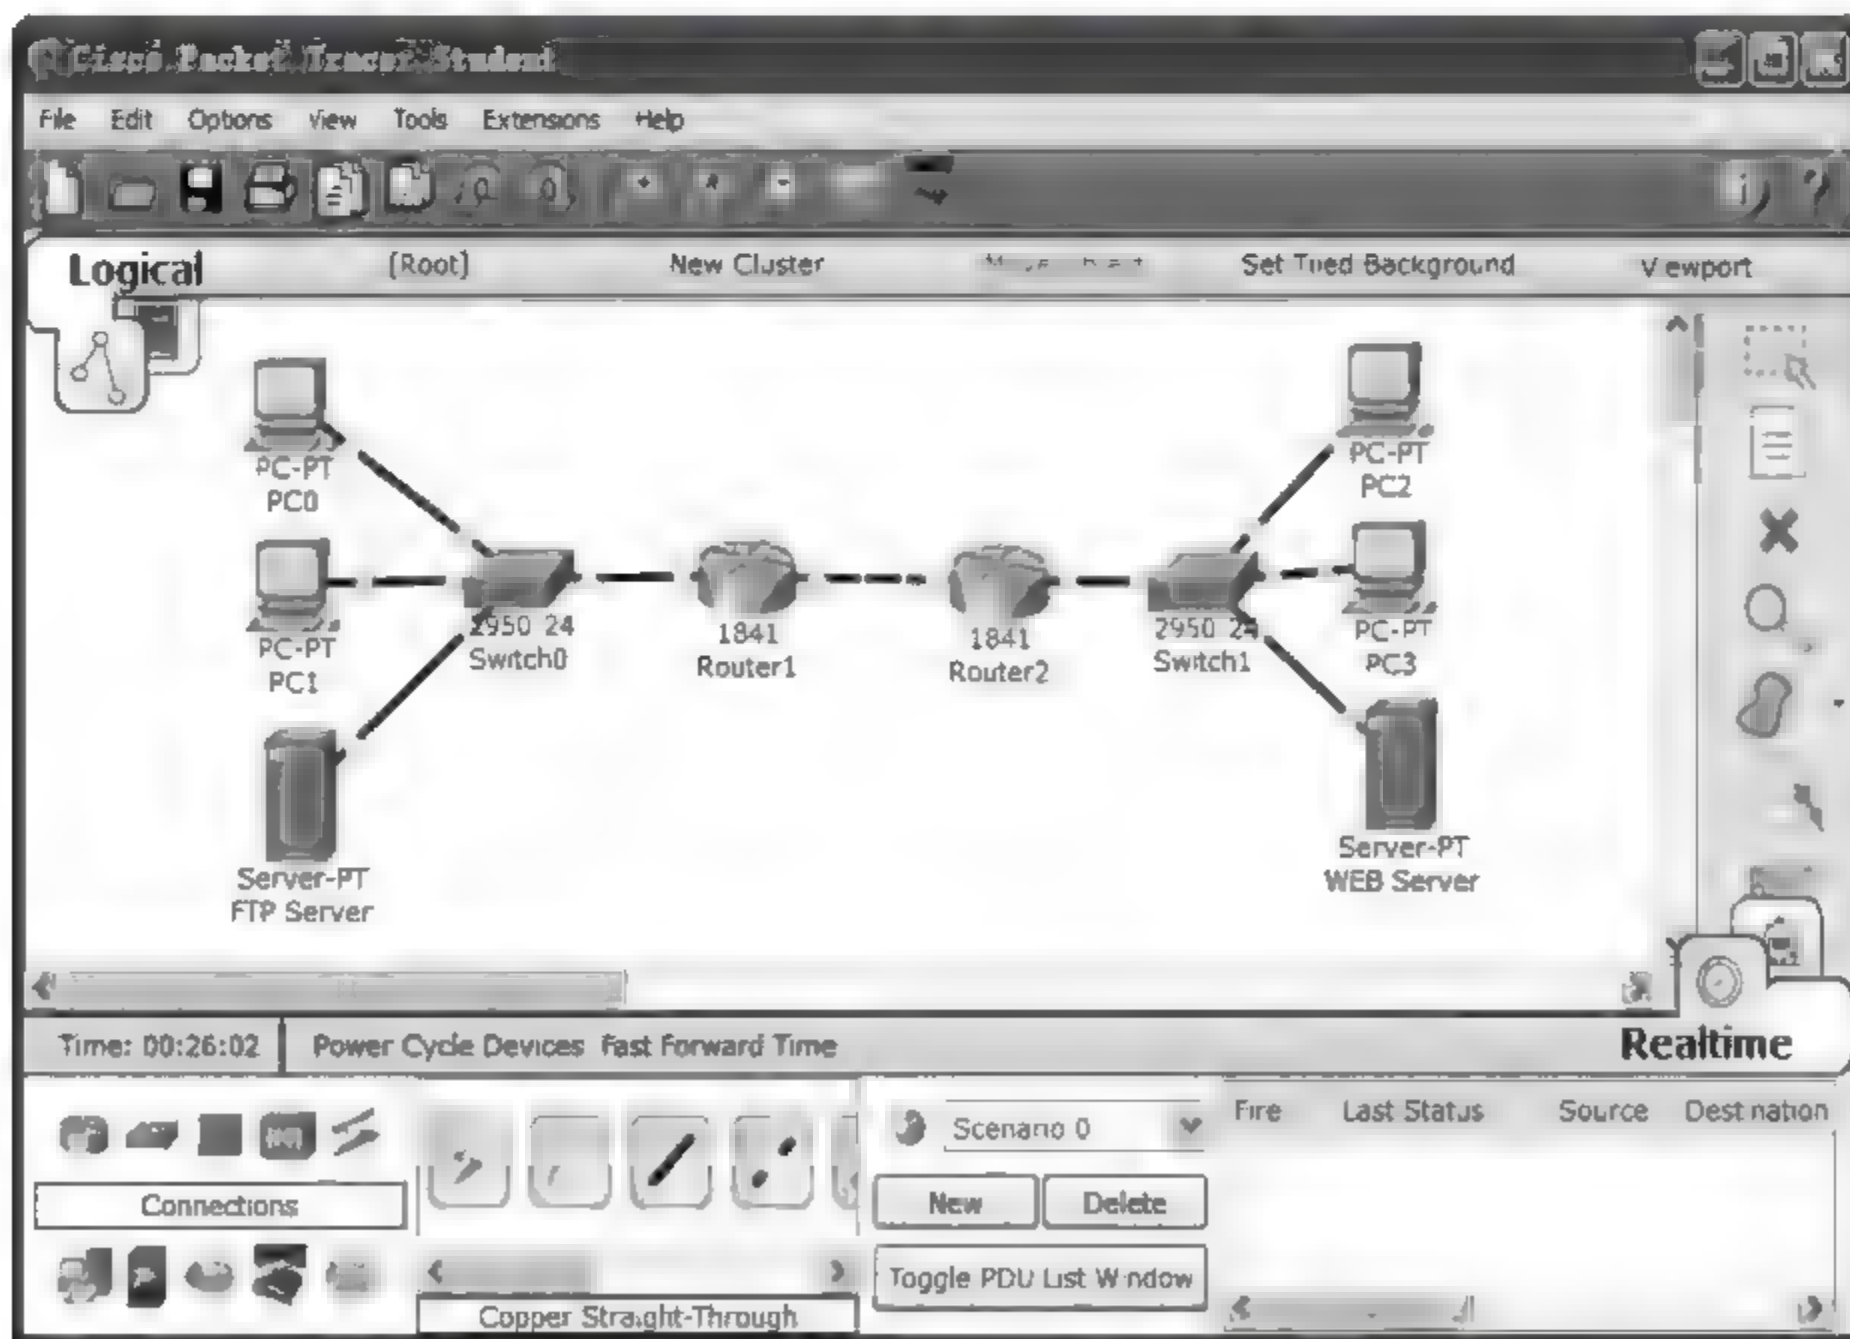 Cisco Packet Tracer Student
File Edit Options View Tools Extensions Help
Logical [Root] New Cluster Set Tiled Background Viewport
PC-PT
PC0
PC-PT
PC1
Server-PT
FTP Server
2950 24
Switch0
1841
Router1
1841
Router2
2950 24
Switch1
PC-PT
PC2
PC-PT
PC3
Server-PT
WEB Server
Time: 00:26:02 Power Cycle Devices Fast Forward Time
Realtime
Connections
Copper Straight-Through
Scenario 0
New Delete
Toggle PDU List Window
Fire Last Status Source Destination